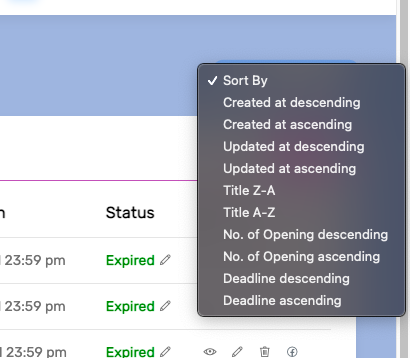 Sort By
Created at descending
Created at ascending
Updated at descending
Updated at ascending
Title Z-A
Title A-Z
No. of Opening descending
No. of Opening ascending
Deadline descending
Deadline ascending
Status
23:59 pm Expired
23:59 pm Expired
23:59 pm Expired